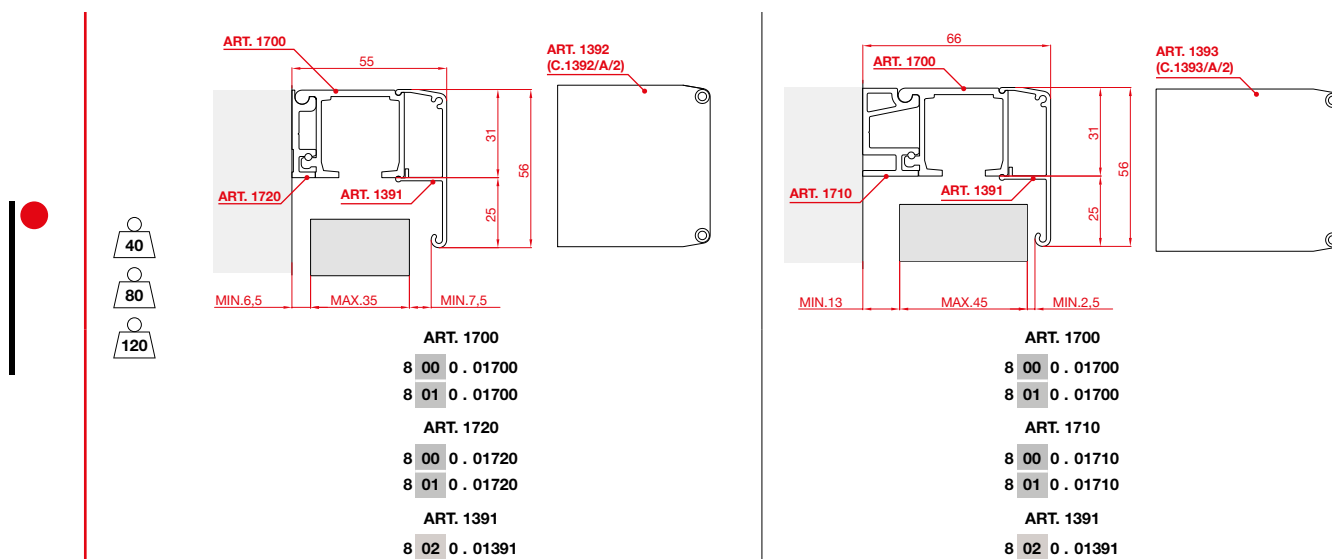 40
80
120
ART. 1700
55
ART. 1392
(C.1392/A/2)
31
56
25
ART. 1720
ART. 1391
MIN.6,5
MAX.35
MIN.7,5
ART. 1700
8 00 0 . 01700
8 01 0 . 01700
ART. 1720
8 00 0 . 01720
8 01 0 . 01720
ART. 1391
8 02 0 . 01391
66
ART. 1700
ART. 1393
(C.1393/A/2)
31
56
25
ART. 1710
ART. 1391
MIN.13
MAX.45
MIN.2,5
ART. 1700
8 00 0 . 01700
8 01 0 . 01700
ART. 1710
8 00 0 . 01710
8 01 0 . 01710
ART. 1391
8 02 0 . 01391